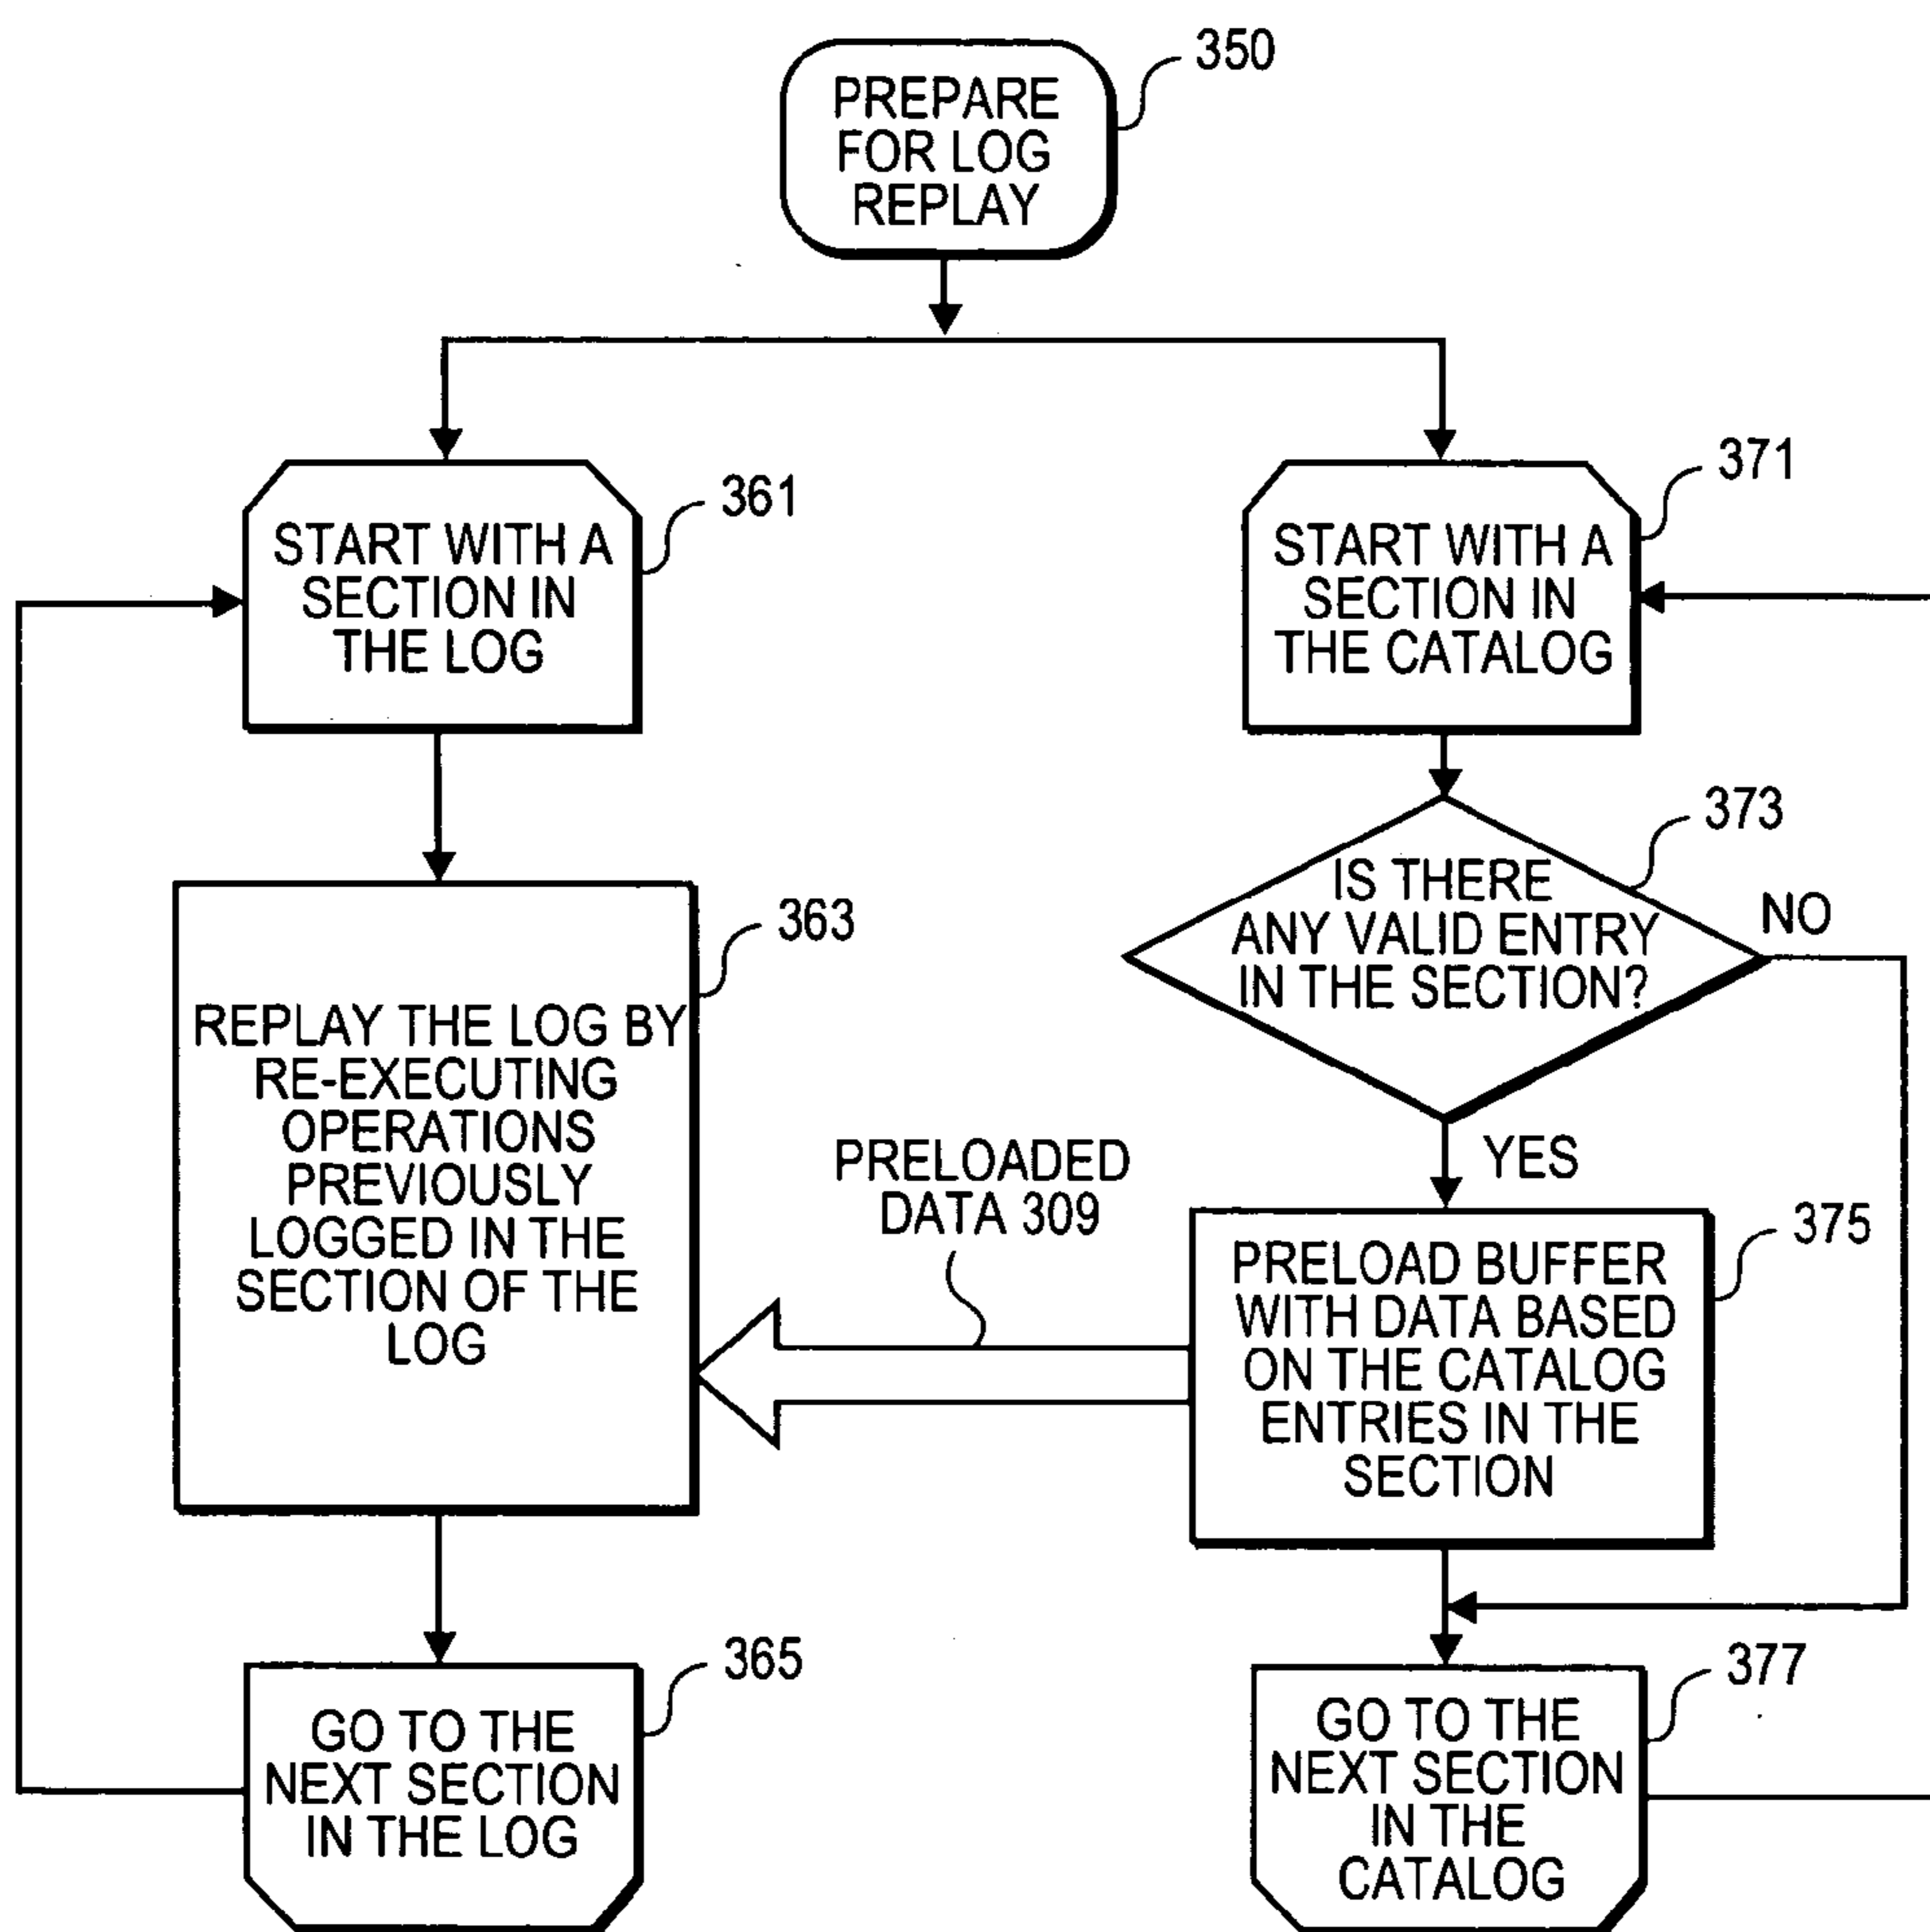 350
PREPARE
FOR LOG
REPLAY
361
START WITH A
SECTION IN
THE LOG
371
START WITH A
SECTION IN
THE CATALOG
373
IS THERE
ANY VALID ENTRY
IN THE SECTION?
NO
YES
363
REPLAY THE LOG BY
RE-EXECUTING
OPERATIONS
PREVIOUSLY
LOGGED IN THE
SECTION OF THE
LOG
PRELOADED
DATA 309
375
PRELOAD BUFFER
WITH DATA BASED
ON THE CATALOG
ENTRIES IN THE
SECTION
365
GO TO THE
NEXT SECTION
IN THE LOG
377
GO TO THE
NEXT SECTION
IN THE
CATALOG